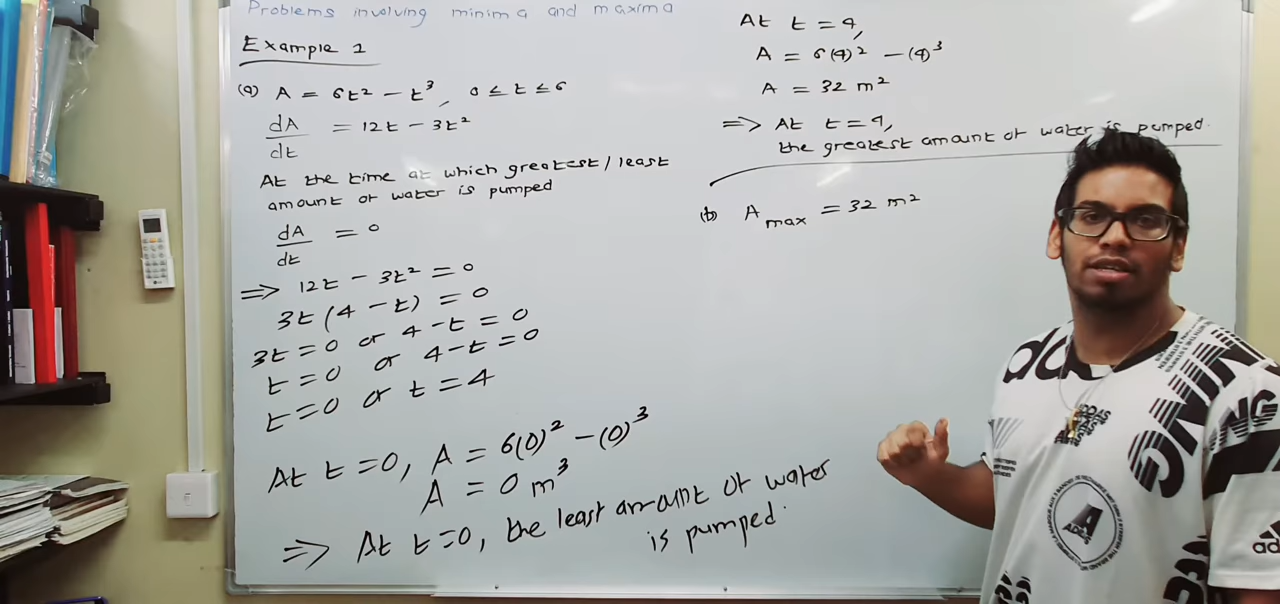 Problems involving minima and maxima
Example 1
(a) A = 6t² - t³, 0 ≤ t ≤ 6
dA/dt = 12t - 3t²
At the time at which greatest/least
amount of water is pumped
dA/dt = 0
=> 12t - 3t² = 0
3t(4 - t) = 0
3t = 0 or 4 - t = 0
t = 0 or 4 - t = 0
t = 0 or t = 4
At t = 0, A = 6(0)² - (0)³
A = 0 m³
=> At t = 0, the least amount of water
is pumped.
At t = 4,
A = 6(4)² - (4)³
A = 32 m²
=> At t = 4,
the greatest amount of water is pumped.
(b) A max = 32 m²
LG
ADIDAS
adi